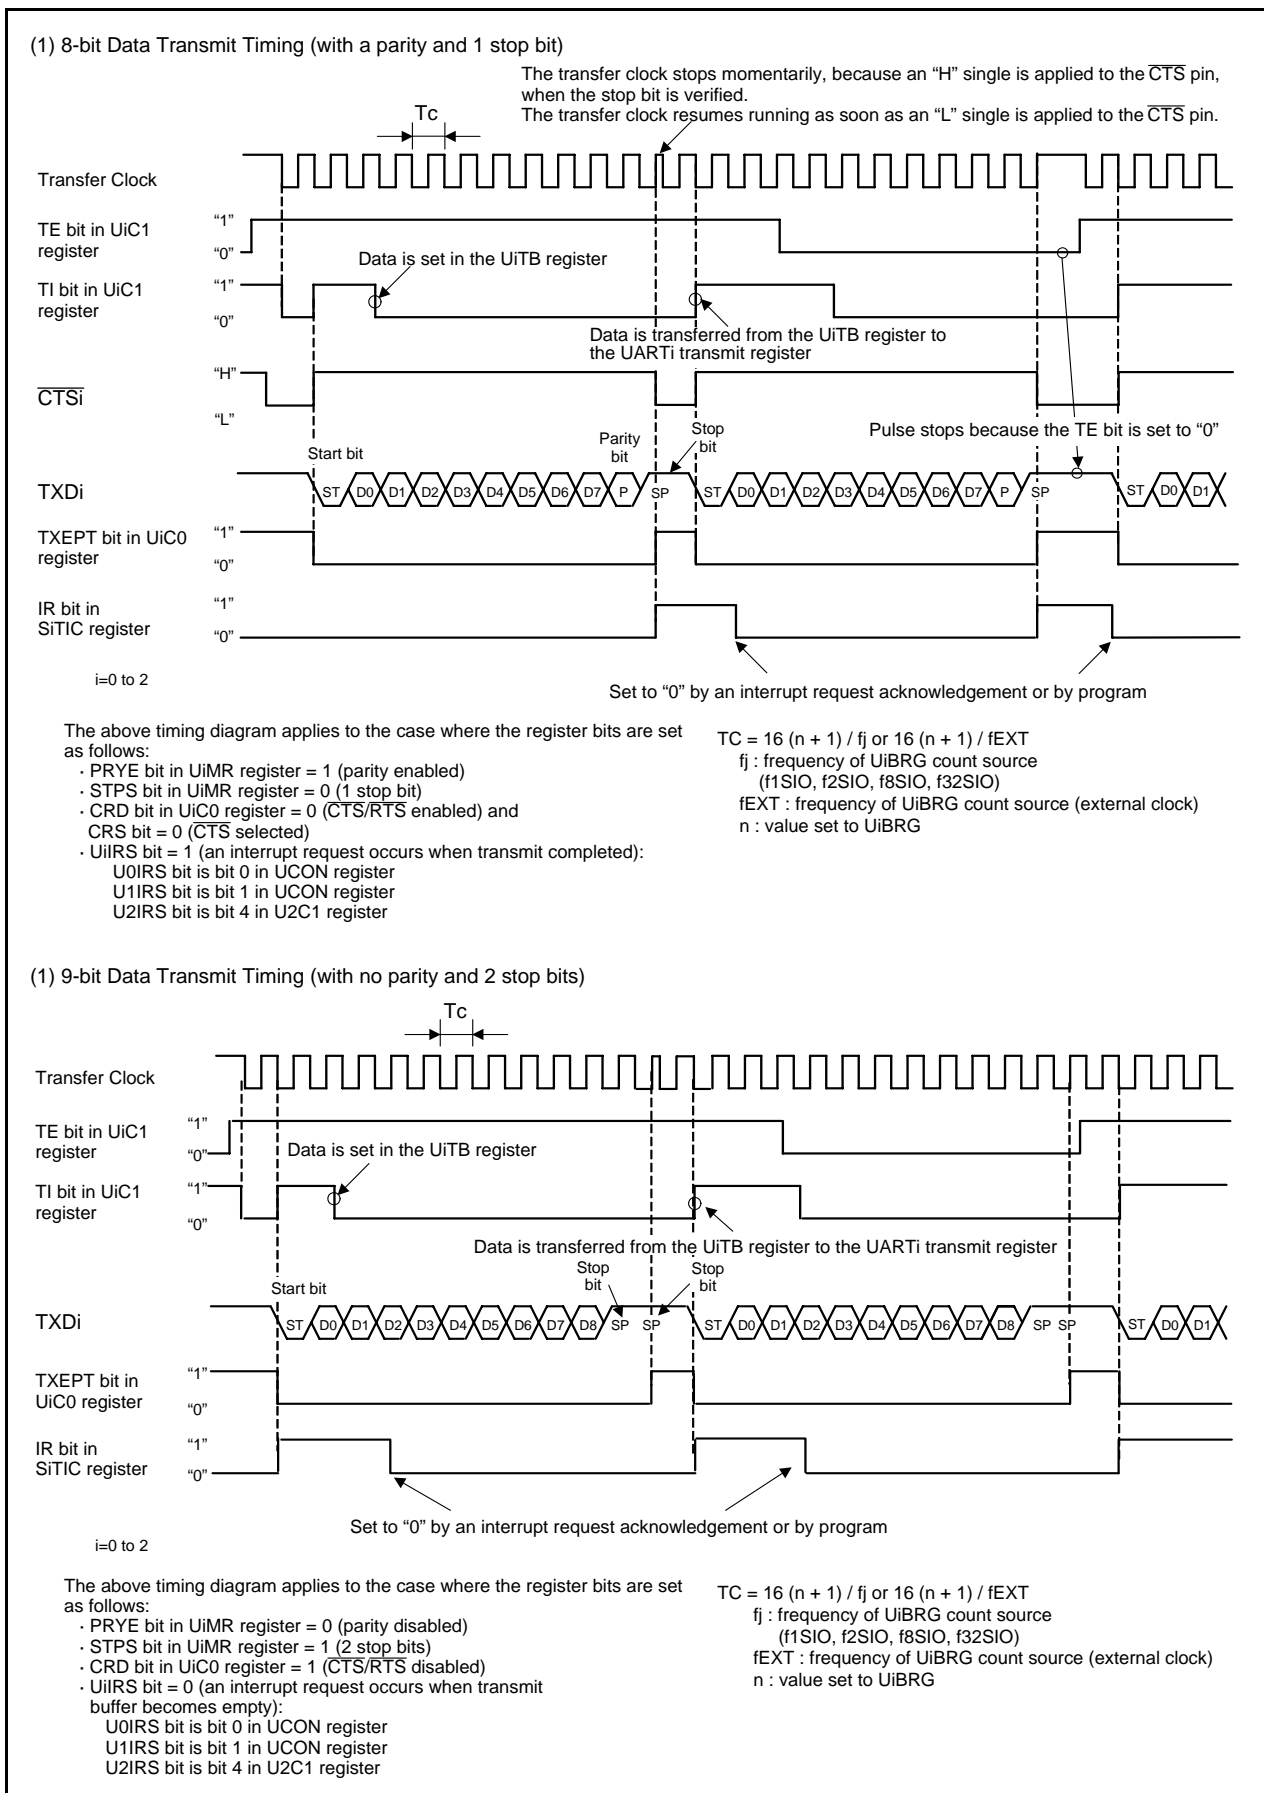 (1) 8-bit Data Transmit Timing (with a parity and 1 stop bit)
The transfer clock stops momentarily, because an “H” single is applied to the CTS pin,
when the stop bit is verified.
The transfer clock resumes running as soon as an “L” single is applied to the CTS pin.
Tc
Transfer Clock
TE bit in UiC1
register
“1”
“0”
Data is set in the UiTB register
TI bit in UiC1
register
“1”
“0”
Data is transferred from the UiTB register to
the UARTi transmit register
CTSi
“H”
“L”
Pulse stops because the TE bit is set to “0”
Start bit
Parity
bit
Stop
bit
TXDi
ST D0 D1 D2 D3 D4 D5 D6 D7 P SP ST D0 D1 D2 D3 D4 D5 D6 D7 P SP ST D0 D1
TXEPT bit in UiC0
register
“1”
“0”
IR bit in
SiTIC register
“1”
“0”
i=0 to 2
Set to “0” by an interrupt request acknowledgement or by program
The above timing diagram applies to the case where the register bits are set
as follows:
· PRYE bit in UiMR register = 1 (parity enabled)
· STPS bit in UiMR register = 0 (1 stop bit)
· CRD bit in UiC0 register = 0 (CTS/RTS enabled) and
CRS bit = 0 (CTS selected)
· UiIRS bit = 1 (an interrupt request occurs when transmit completed):
U0IRS bit is bit 0 in UCON register
U1IRS bit is bit 1 in UCON register
U2IRS bit is bit 4 in U2C1 register
TC = 16 (n + 1) / fj or 16 (n + 1) / fEXT
fj : frequency of UiBRG count source
(f1SIO, f2SIO, f8SIO, f32SIO)
fEXT : frequency of UiBRG count source (external clock)
n : value set to UiBRG
(1) 9-bit Data Transmit Timing (with no parity and 2 stop bits)
Tc
Transfer Clock
TE bit in UiC1
register
“1”
“0”
Data is set in the UiTB register
TI bit in UiC1
register
“1”
“0”
Data is transferred from the UiTB register to the UARTi transmit register
Start bit
Stop
bit
Stop
bit
TXDi
ST D0 D1 D2 D3 D4 D5 D6 D7 D8 SP SP ST D0 D1 D2 D3 D4 D5 D6 D7 D8 SP SP ST D0 D1
TXEPT bit in
UiC0 register
“1”
“0”
IR bit in
SiTIC register
“1”
“0”
Set to “0” by an interrupt request acknowledgement or by program
i=0 to 2
The above timing diagram applies to the case where the register bits are set
as follows:
· PRYE bit in UiMR register = 0 (parity disabled)
· STPS bit in UiMR register = 1 (2 stop bits)
· CRD bit in UiC0 register = 1 (CTS/RTS disabled)
· UiIRS bit = 0 (an interrupt request occurs when transmit
buffer becomes empty):
U0IRS bit is bit 0 in UCON register
U1IRS bit is bit 1 in UCON register
U2IRS bit is bit 4 in U2C1 register
TC = 16 (n + 1) / fj or 16 (n + 1) / fEXT
fj : frequency of UiBRG count source
(f1SIO, f2SIO, f8SIO, f32SIO)
fEXT : frequency of UiBRG count source (external clock)
n : value set to UiBRG